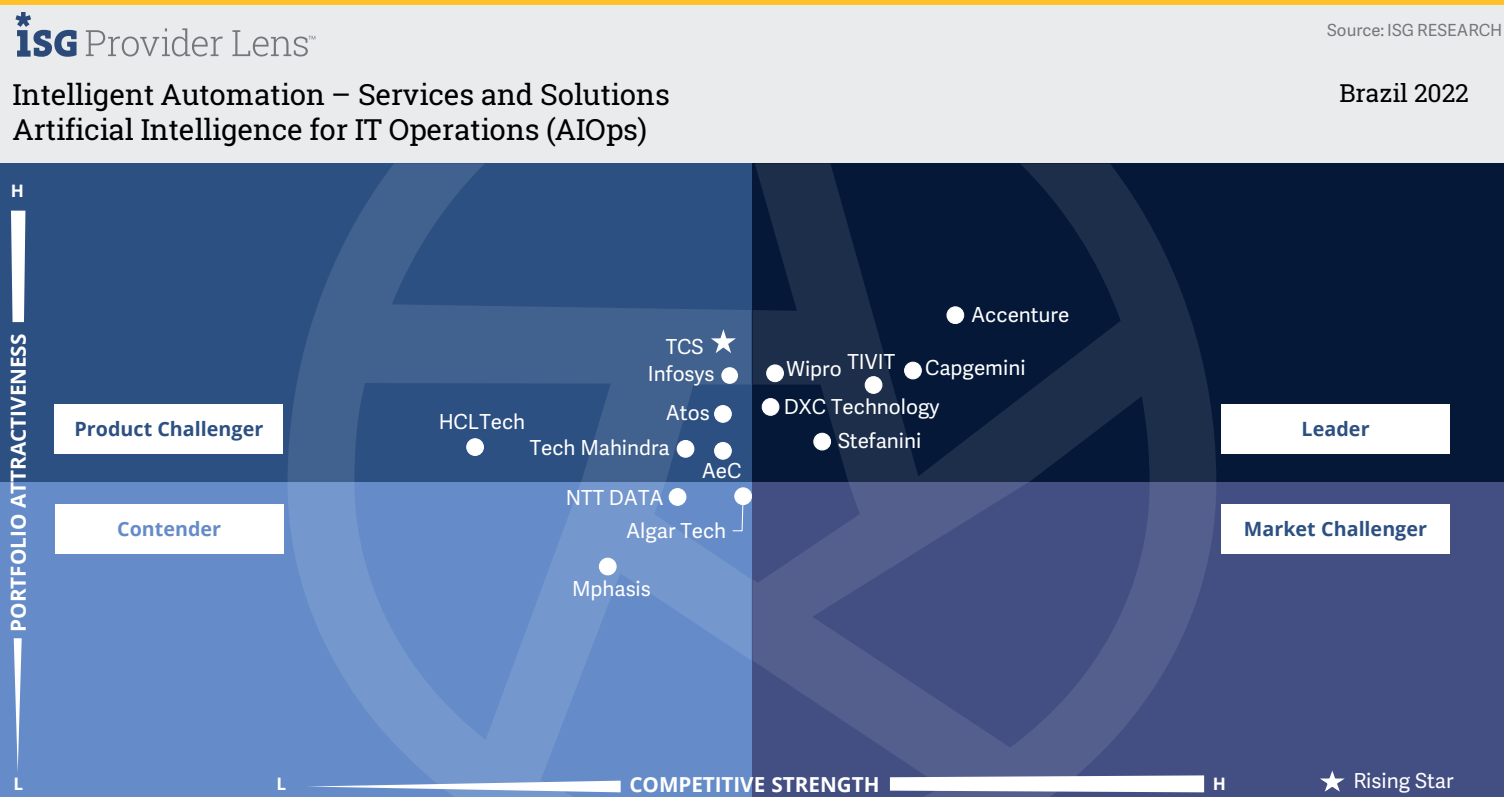 ISG Provider Lens™
Source: ISG RESEARCH
Intelligent Automation – Services and Solutions
Artificial Intelligence for IT Operations (AIOps)
Brazil 2022
H
PORTFOLIO ATTRACTIVENESS
L
Product Challenger
Leader
Contender
Market Challenger
Accenture
TCS
Infosys
Wipro
TIVIT
Capgemini
Atos
DXC Technology
HCLTech
Tech Mahindra
Stefanini
AeC
NTT DATA
Algar Tech
Mphasis
L
COMPETITIVE STRENGTH
H
Rising Star